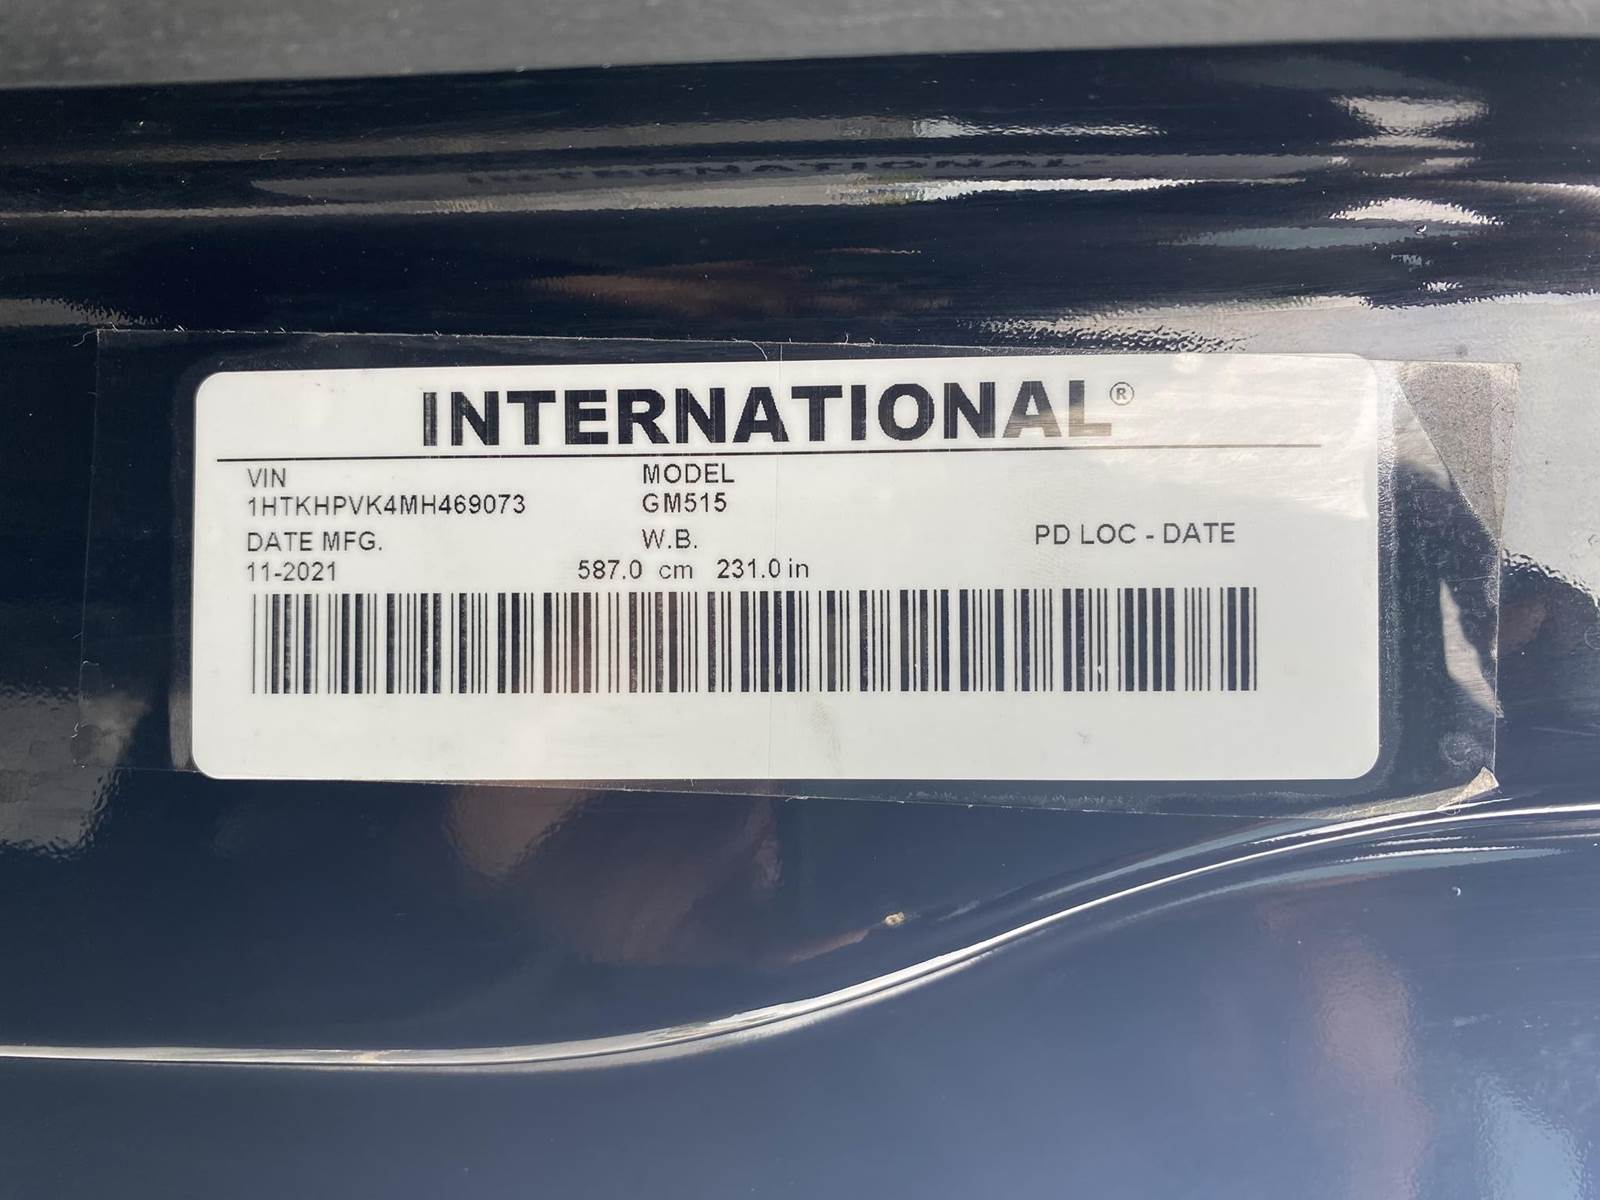 INTERNATIONAL®
VIN MODEL
1HTKHPVK4MH469073 GM515
DATE MFG. W.B. PD LOC - DATE
11-2021 587.0 cm 231.0 in